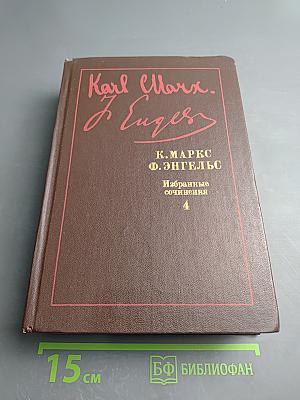 Karl Marx.
F Engels
К. МАРКС
Ф. ЭНГЕЛЬС
Избранные
сочинения
4
15 см
БФ БИБЛИОФАН